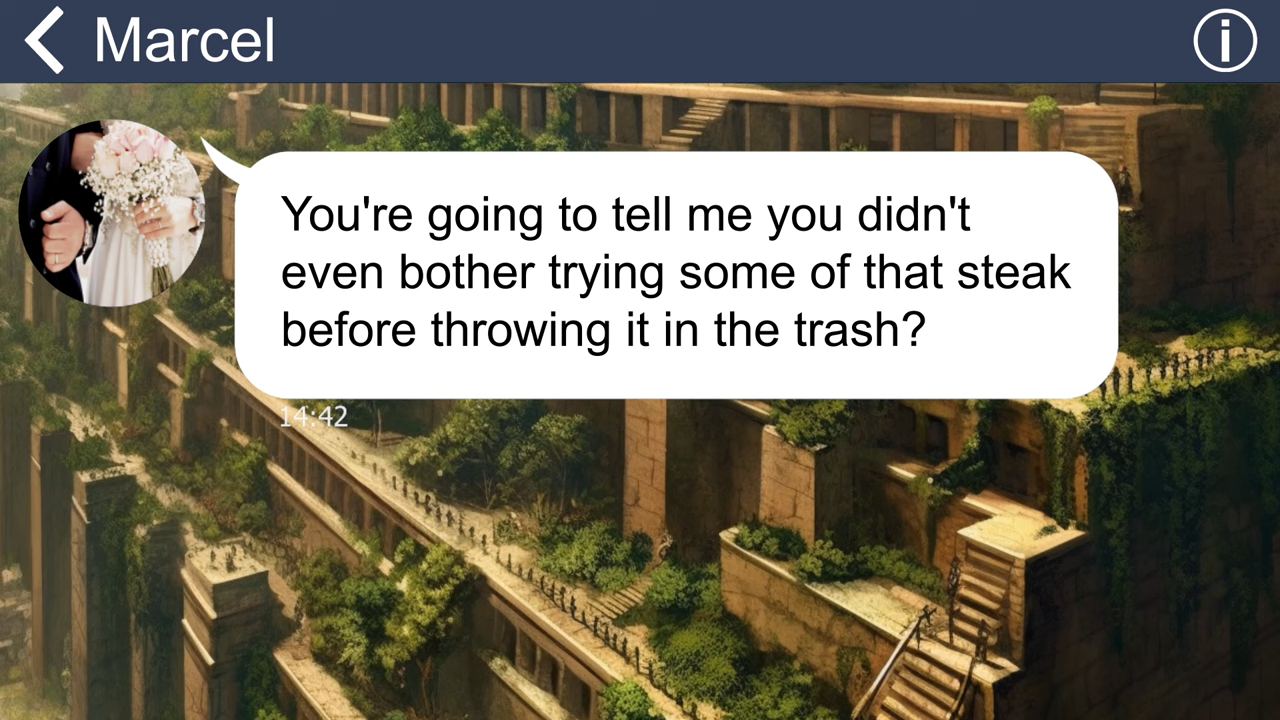 Marcel
You're going to tell me you didn't
even bother trying some of that steak
before throwing it in the trash?
14:42